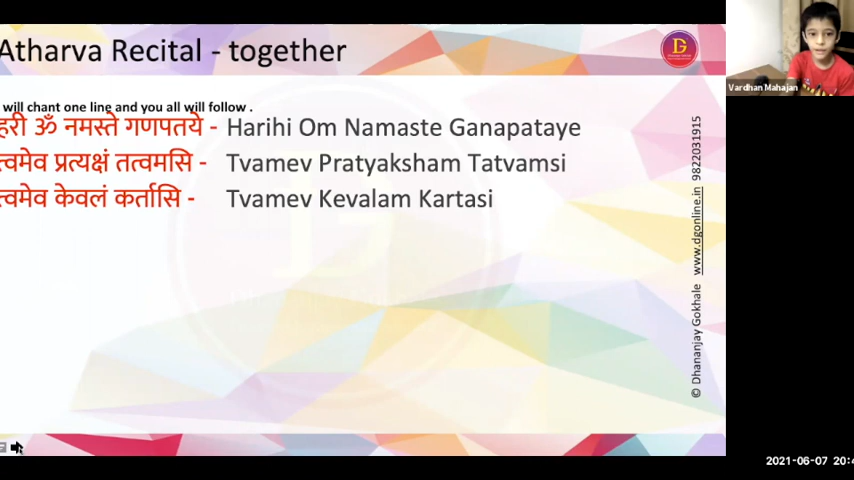 Atharva Recital - together
will chant one line and you all will follow .
हरी ॐ नमस्ते गणपतये - Harihi Om Namaste Ganapataye
त्वमेव प्रत्यक्षं तत्वमसि - Tvamev Pratyaksham Tatvamsi
त्वमेव केवलं कर्तासि - Tvamev Kevalam Kartasi
© Dhananjay Gokhale www.dgonline.in 9822031915
Vardhan Mahajan
2021-06-07 20:4